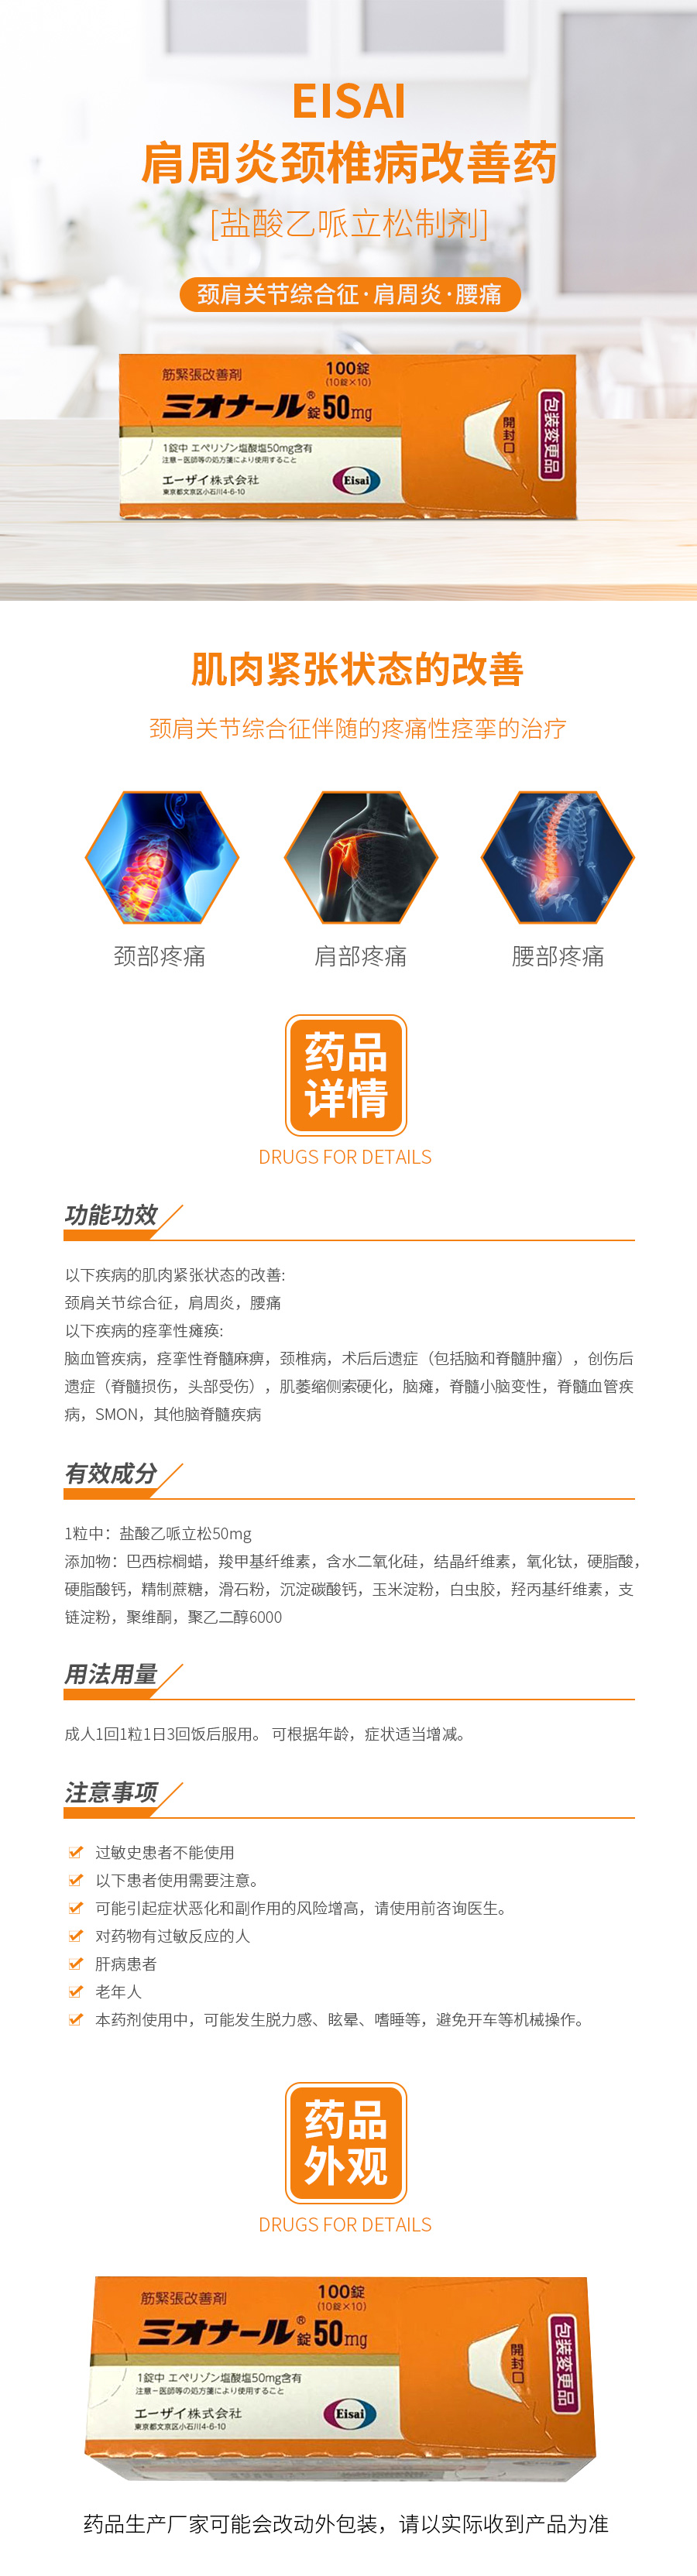 EISAI
肩周炎颈椎病改善药
[盐酸乙哌立松制剂]
颈肩关节综合征·肩周炎·腰痛
筋緊張改善剤
100錠
(10錠×10)
ミオナール®錠50mg
1錠中 エペリゾン塩酸塩50mg含有
注意-医師等の処方箋により使用すること
エーザイ株式会社
東京都文京区小石川4-6-10
Eisai
開封口
包装変更品
肌肉紧张状态的改善
颈肩关节综合征伴随的疼痛性痉挛的治疗
颈部疼痛
肩部疼痛
腰部疼痛
药品
详情
DRUGS FOR DETAILS
功能功效
以下疾病的肌肉紧张状态的改善:
颈肩关节综合征，肩周炎，腰痛
以下疾病的痉挛性瘫痪:
脑血管疾病，痉挛性脊髓麻痹，颈椎病，术后后遗症（包括脑和脊髓肿瘤），创伤后
遗症（脊髓损伤，头部受伤），肌萎缩侧索硬化，脑瘫，脊髓小脑变性，脊髓血管疾
病，SMON，其他脑脊髓疾病
有效成分
1粒中：盐酸乙哌立松50mg
添加物：巴西棕榈蜡，羧甲基纤维素，含水二氧化硅，结晶纤维素，氧化钛，硬脂酸，
硬脂酸钙，精制蔗糖，滑石粉，沉淀碳酸钙，玉米淀粉，白虫胶，羟丙基纤维素，支
链淀粉，聚维酮，聚乙二醇6000
用法用量
成人1回1粒1日3回饭后服用。 可根据年龄，症状适当增减。
注意事项
过敏史患者不能使用
以下患者使用需要注意。
可能引起症状恶化和副作用的风险增高，请使用前咨询医生。
对药物有过敏反应的人
肝病患者
老年人
本药剂使用中，可能发生脱力感、眩晕、嗜睡等，避免开车等机械操作。
药品
外观
DRUGS FOR DETAILS
筋緊張改善剤
100錠
(10錠×10)
ミオナール®錠50mg
1錠中 エペリゾン塩酸塩50mg含有
注意-医師等の処方箋により使用すること
エーザイ株式会社
東京都文京区小石川4-6-10
Eisai
開封口
包装変更品
药品生产厂家可能会改动外包装，请以实际收到产品为准